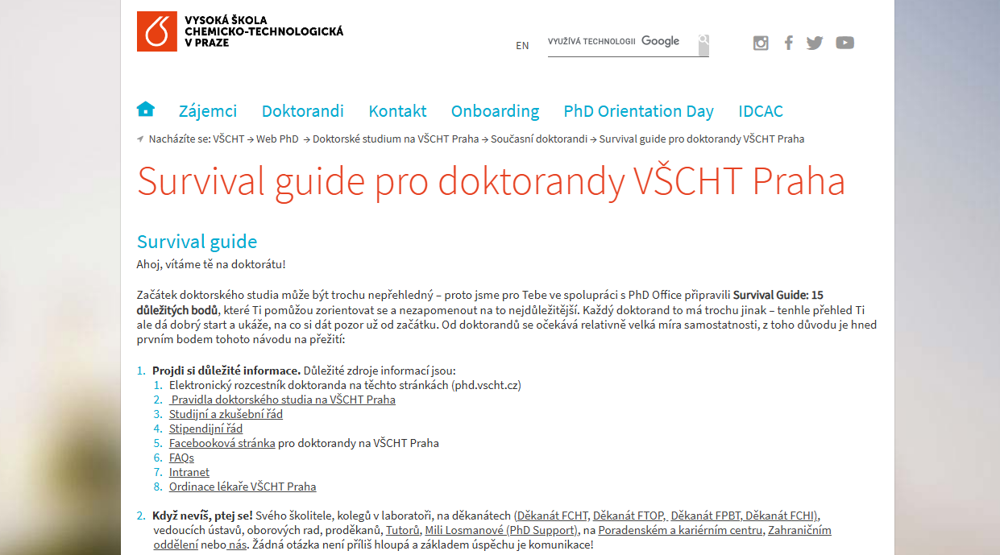 VYSOKÁ ŠKOLA
CHEMICKO-TECHNOLOGICKÁ
V PRAZE
EN
VYUŽÍVÁ TECHNOLOGII Google
Zájemci Doktorandi Kontakt Onboarding PhD Orientation Day IDCAC
Nacházíte se: VŠCHT → Web PhD → Doktorské studium na VŠCHT Praha → Současní doktorandi → Survival guide pro doktorandy VŠCHT Praha
Survival guide pro doktorandy VŠCHT Praha
Survival guide
Ahoj, vítáme tě na doktorátu!
Začátek doktorského studia může být trochu nepřehledný – proto jsme pro Tebe ve spolupráci s PhD Office připravili Survival Guide: 15
důležitých bodů, které Ti pomůžou zorientovat se a nezapomenout na to nejdůležitější. Každý doktorand to má trochu jinak – tenhle přehled Ti
ale dá dobrý start a ukáže, na co si dát pozor už od začátku. Od doktorandů se očekává relativně velká míra samostatnosti, z toho důvodu je hned
prvním bodem tohoto návodu na přežití:
1. Projdi si důležité informace. Důležité zdroje informací jsou:
1. Elektronický rozcestník doktoranda na těchto stránkách (phd.vscht.cz)
2. Pravidla doktorského studia na VŠCHT Praha
3. Studijní a zkušební řád
4. Stipendijní řád
5. Facebooková stránka pro doktorandy na VŠCHT Praha
6. FAQs
7. Intranet
8. Ordinace lékaře VŠCHT Praha
2. Když nevíš, ptej se! Svého školitele, kolegů v laboratoři, na děkanátech (Děkanát FCHT, Děkanát FTOP, Děkanát FPBT, Děkanát FCHI),
vedoucích ústavů, oborových rad, proděkanů, Tutorů, Mili Losmanové (PhD Support), na Poradenském a kariérním centru, Zahraničním
oddělení nebo nás. Žádná otázka není příliš hloupá a základem úspěchu je komunikace!